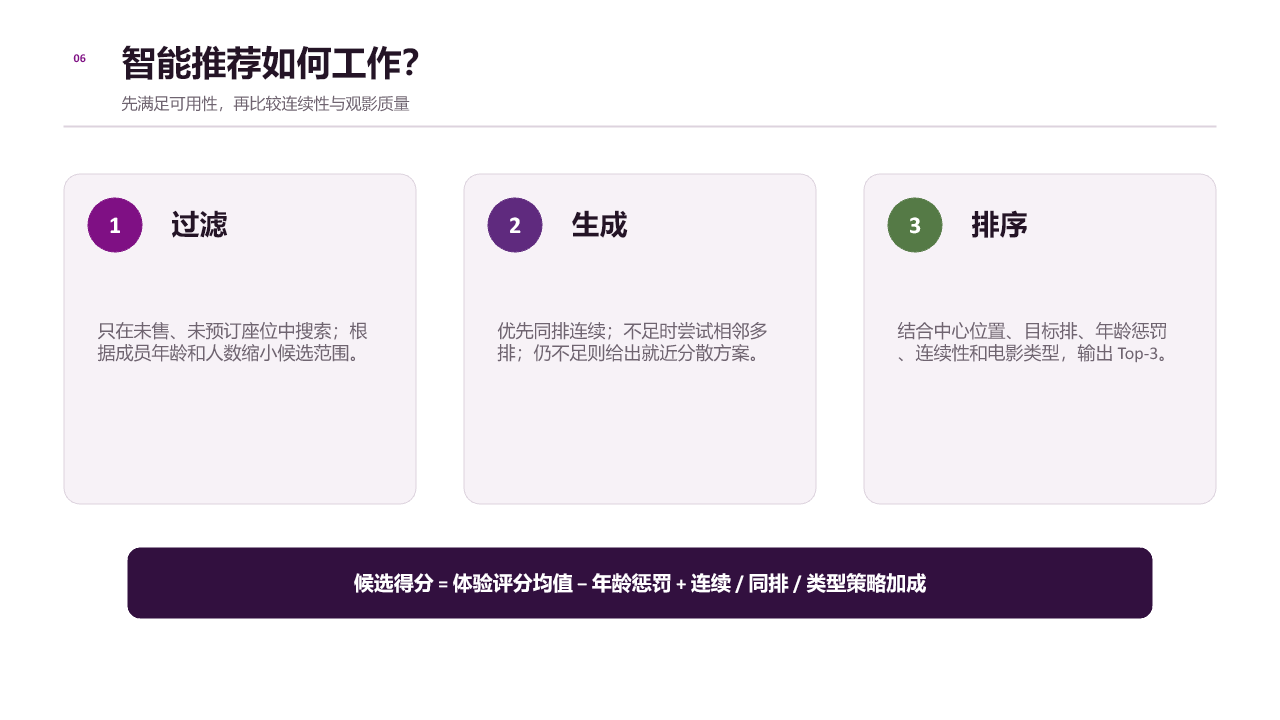 06
智能推荐如何工作？
先满足可用性，再比较连续性与观影质量
1
过滤
只在未售、未预订座位中搜索；根
据成员年龄和人数缩小候选范围。
2
生成
优先同排连续；不足时尝试相邻多
排；仍不足则给出就近分散方案。
3
排序
结合中心位置、目标排、年龄惩罚
、连续性和电影类型，输出 Top-3。
候选得分 = 体验评分均值 – 年龄惩罚 + 连续 / 同排 / 类型策略加成